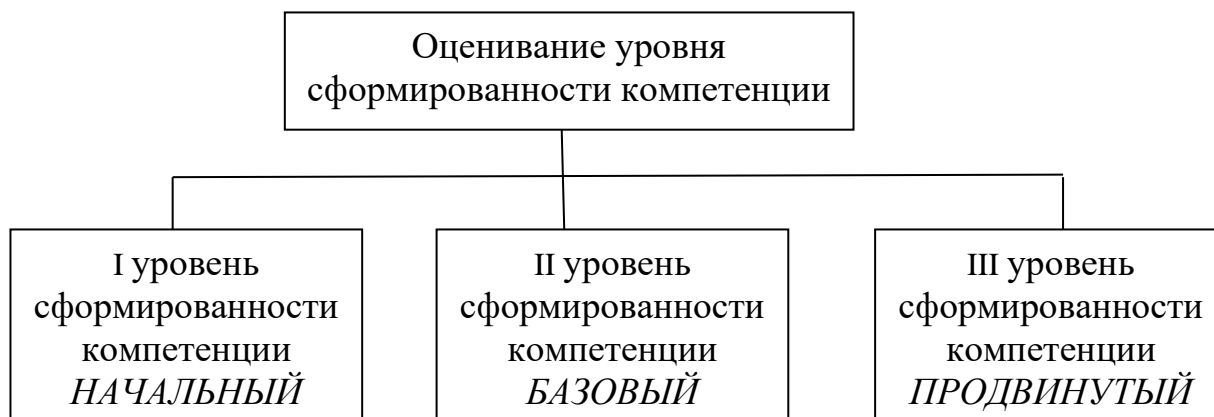 Оценивание уровня
сформированности компетенции
I уровень
сформированности
компетенции
НАЧАЛЬНЫЙ
II уровень
сформированности
компетенции
БАЗОВЫЙ
III уровень
сформированности
компетенции
ПРОДВИНУТЫЙ